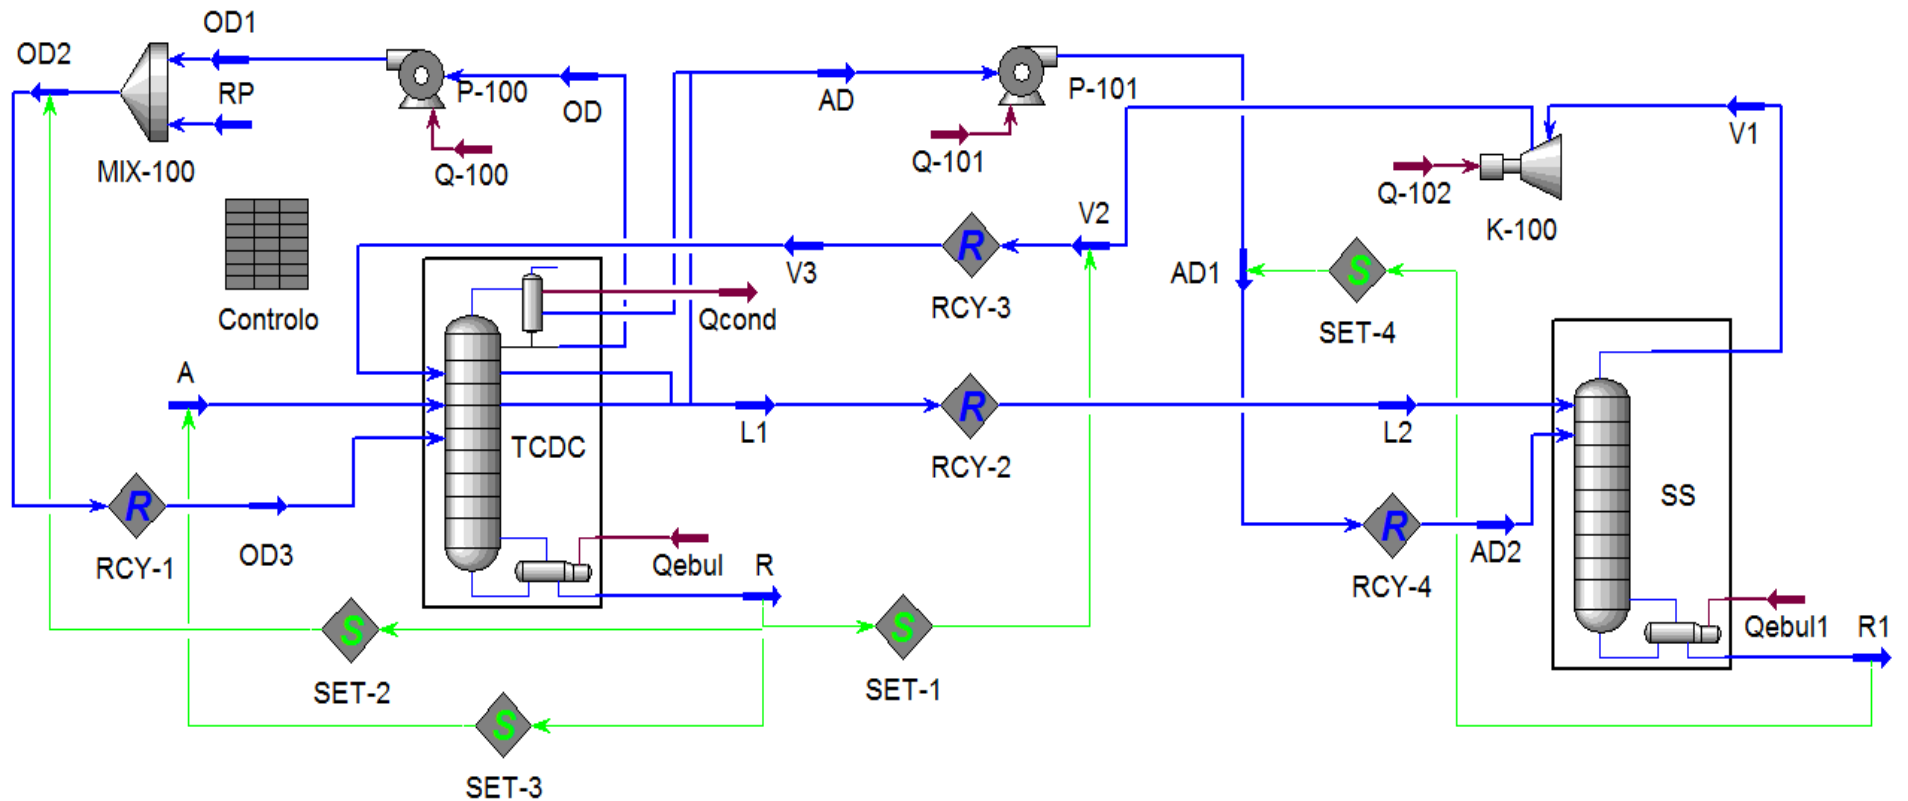 OD1
OD2
RP
P-100
OD
AD
P-101
V1
MIX-100
Q-100
Q-101
Q-102
K-100
V2
R
V3
AD1
S
Controlo
Qcond
RCY-3
SET-4
A
TCDC
L1
R
L2
RCY-2
SS
R
RCY-1
OD3
Qebul
R
R
AD2
RCY-4
S
SET-2
S
SET-1
Qebul1
R1
S
SET-3